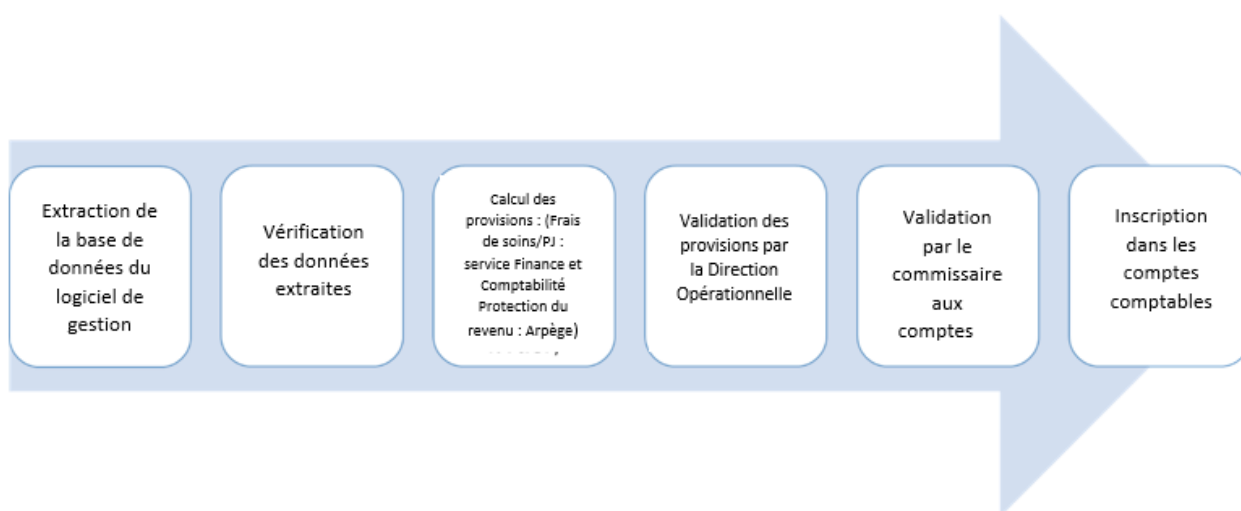 Extraction de
la base de
données du
logiciel de
gestion
Vérification
des données
extraites
Calcul des
provisions : (Frais
de soins/PJ :
service Finance et
Comptabilité
Protection du
revenu : Arpège)
Validation des
provisions par
la Direction
Opérationnelle
Validation
par le
commissaire
aux
comptes
Inscription
dans les
comptes
comptables